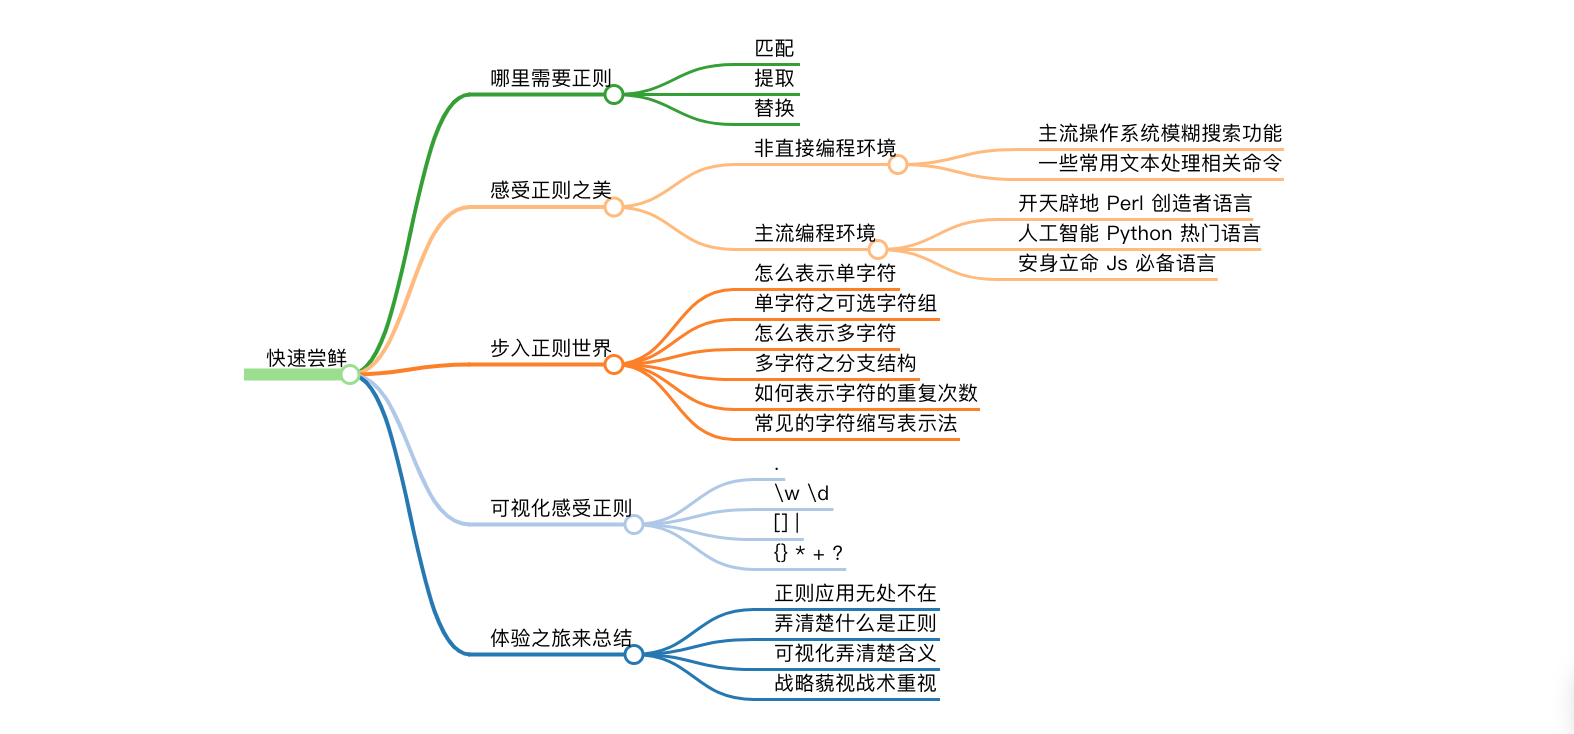 快速尝鲜
哪里需要正则
匹配
提取
替换
感受正则之美
非直接编程环境
主流操作系统模糊搜索功能
一些常用文本处理相关命令
主流编程环境
开天辟地 Perl 创造者语言
人工智能 Python 热门语言
安身立命 Js 必备语言
步入正则世界
怎么表示单字符
单字符之可选字符组
怎么表示多字符
多字符之分支结构
如何表示字符的重复次数
常见的字符缩写表示法
可视化感受正则
.
\w \d
[] |
{} * + ?
体验之旅来总结
正则应用无处不在
弄清楚什么是正则
可视化弄清楚含义
战略藐视战术重视